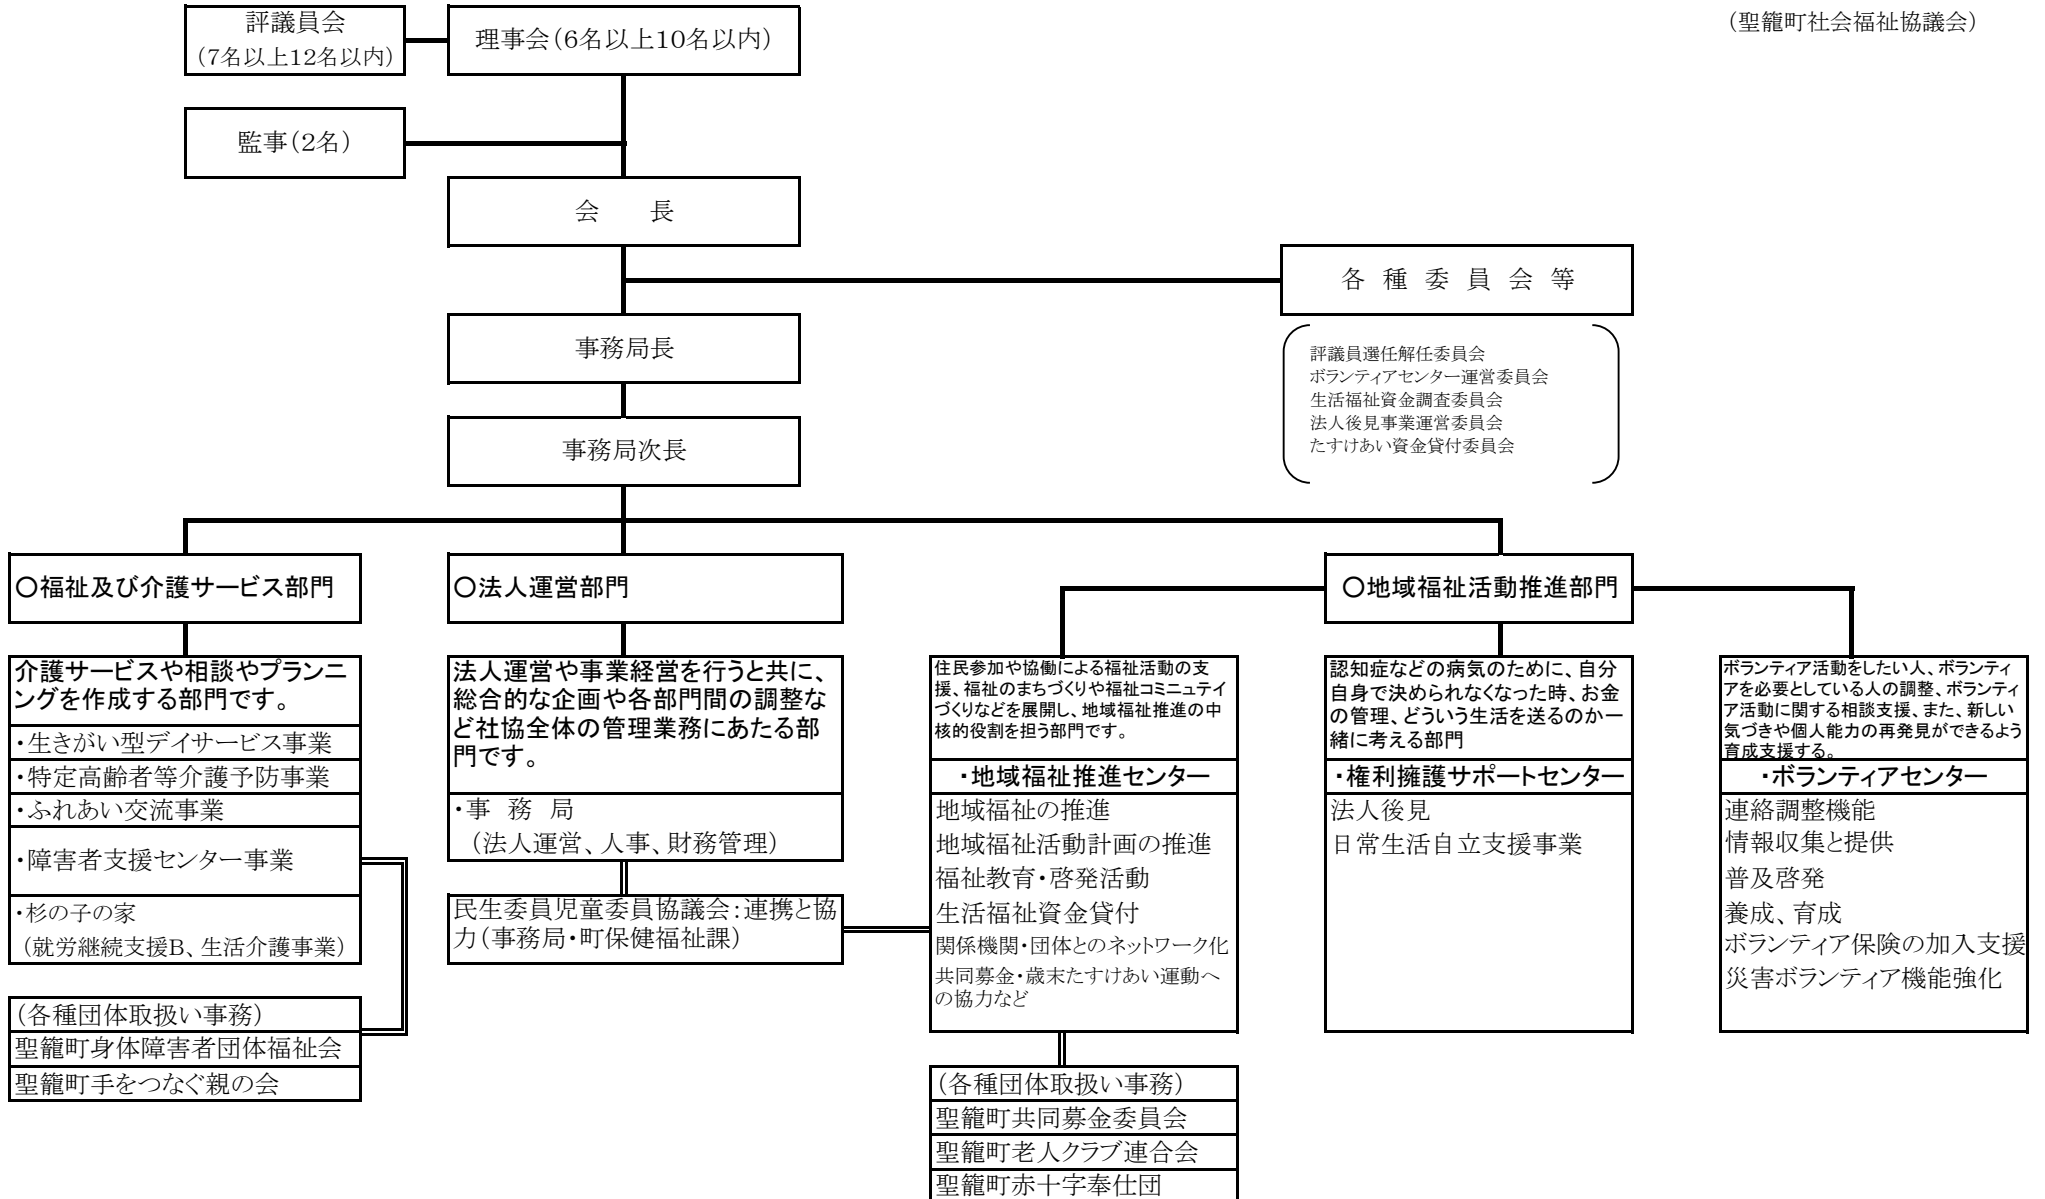 (聖籠町社会福祉協議会)
評議員会
(7名以上12名以内)
理事会(6名以上10名以内)
監事(2名)
会　　長
各 種 委 員 会 等
評議員選任解任委員会
ボランティアセンター運営委員会
生活福祉資金調査委員会
法人後見事業運営委員会
たすけあい資金貸付委員会
事務局長
事務局次長
○福祉及び介護サービス部門
介護サービスや相談やプランニ
ングを作成する部門です。
・生きがい型デイサービス事業
・特定高齢者等介護予防事業
・ふれあい交流事業
・障害者支援センター事業
・杉の子の家
(就労継続支援B、生活介護事業)
(各種団体取扱い事務)
聖籠町身体障害者団体福祉会
聖籠町手をつなぐ親の会
○法人運営部門
法人運営や事業経営を行うと共に、
総合的な企画や各部門間の調整な
ど社協全体の管理業務にあたる部
門です。
・事 務 局
(法人運営、人事、財務管理)
民生委員児童委員協議会:連携と協
力(事務局・町保健福祉課)
○地域福祉活動推進部門
住民参加や協働による福祉活動の支
援、福祉のまちづくりや福祉コミニュテイ
づくりなどを展開し、地域福祉推進の中
核的役割を担う部門です。
・地域福祉推進センター
地域福祉の推進
地域福祉活動計画の推進
福祉教育・啓発活動
生活福祉資金貸付
関係機関・団体とのネットワーク化
共同募金・歳末たすけあい運動へ
の協力など
(各種団体取扱い事務)
聖籠町共同募金委員会
聖籠町老人クラブ連合会
聖籠町赤十字奉仕団
認知症などの病気のために、自分
自身で決められなくなった時、お金
の管理、どういう生活を送るのか一
緒に考える部門
・権利擁護サポートセンター
法人後見
日常生活自立支援事業
ボランティア活動をしたい人、ボランティ
アを必要としている人の調整、ボランティ
ア活動に関する相談支援、また、新しい
気づきや個人能力の再発見ができるよう
育成支援する。
・ボランティアセンター
連絡調整機能
情報収集と提供
普及啓発
養成、育成
ボランティア保険の加入支援
災害ボランティア機能強化